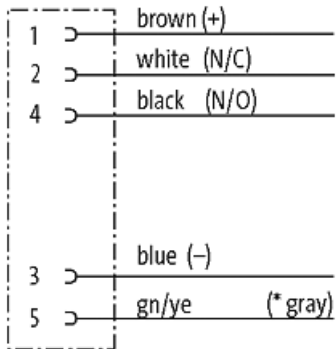 1 brown (+)
2 white (N/C)
4 black (N/O)
3 blue (–)
5 gn/ye (* gray)